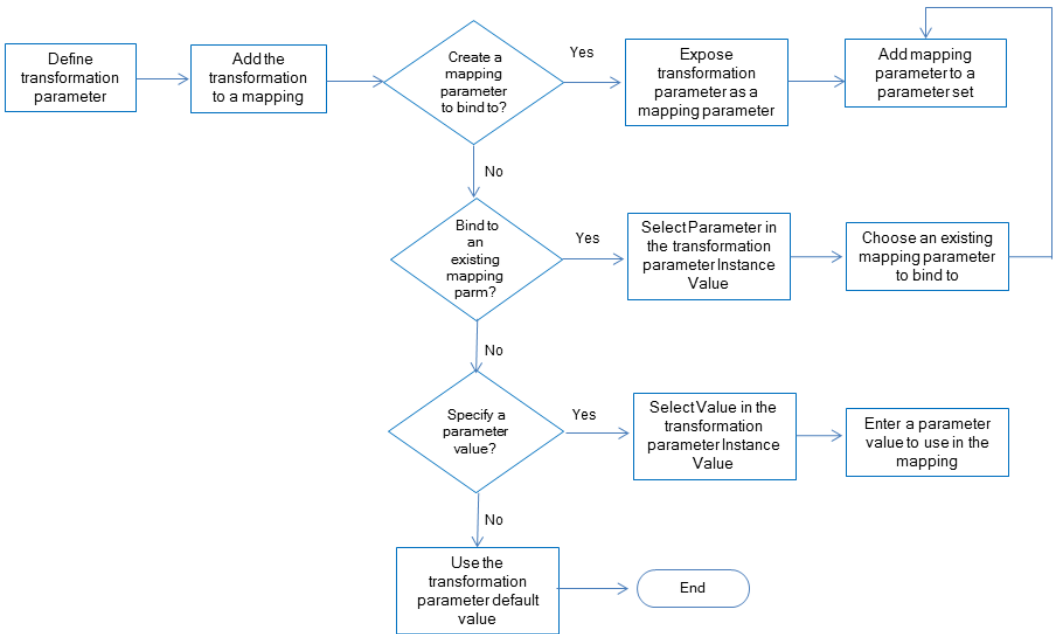 Define
transformation
parameter
Add the
transformation
to a mapping
Create a
mapping
parameter
to bind to?
Yes
Expose
transformation
parameter as a
mapping parameter
Add mapping
parameter to a
parameter set
No
Bind to
an
existing
mapping
parm?
Yes
Select Parameter in
the transformation
parameter Instance
Value
Choose an existing
mapping parameter
to bind to
No
Specify a
parameter
value?
Yes
Select Value in the
transformation
parameter Instance
Value
Enter a parameter
value to use in the
mapping
No
Use the
transformation
parameter default
value
End